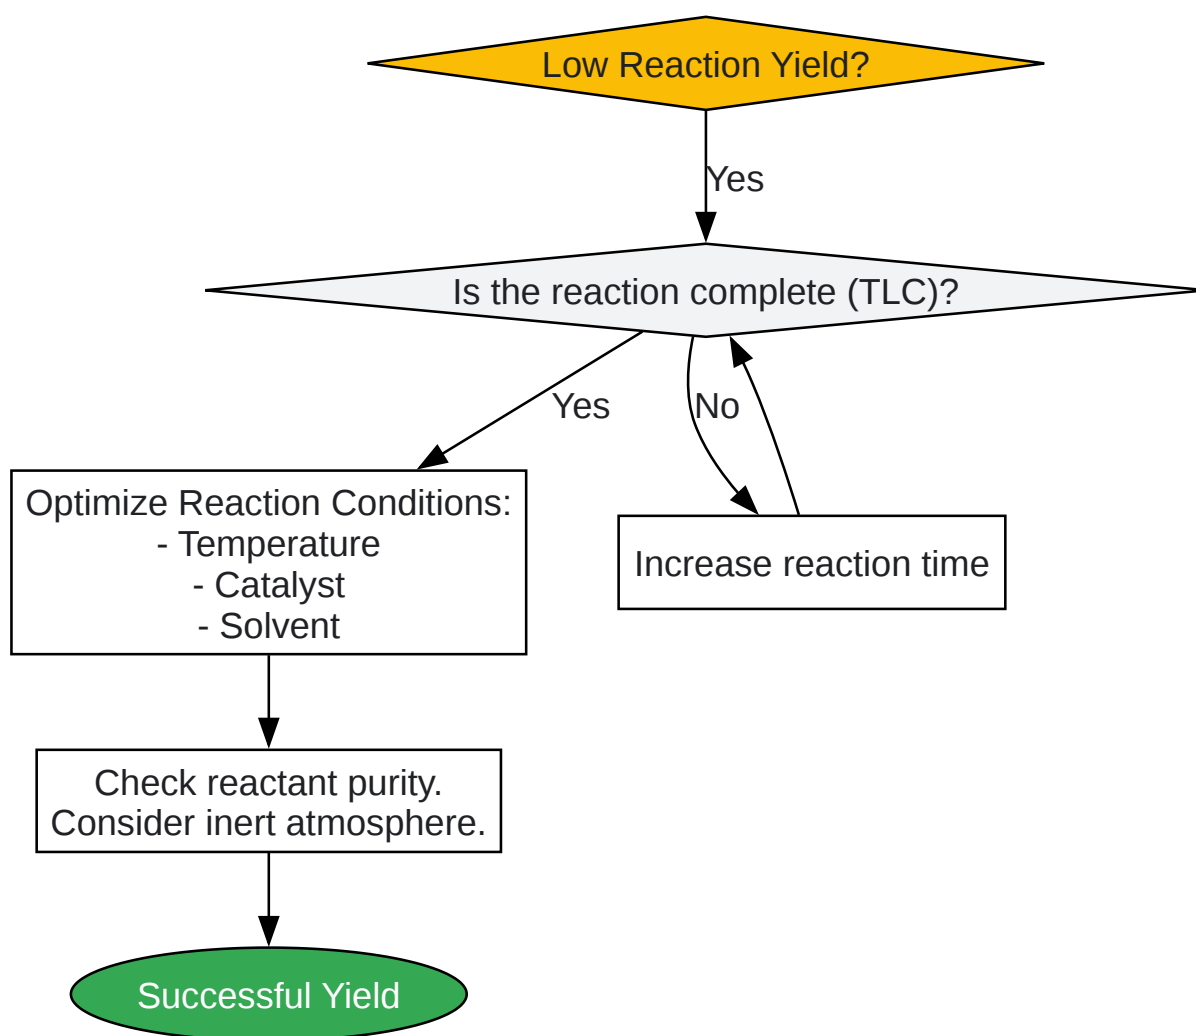 Low Reaction Yield?
Yes
Is the reaction complete (TLC)?
Yes
No
Optimize Reaction Conditions:
- Temperature
- Catalyst
- Solvent
Increase reaction time
Check reactant purity.
Consider inert atmosphere.
Successful Yield